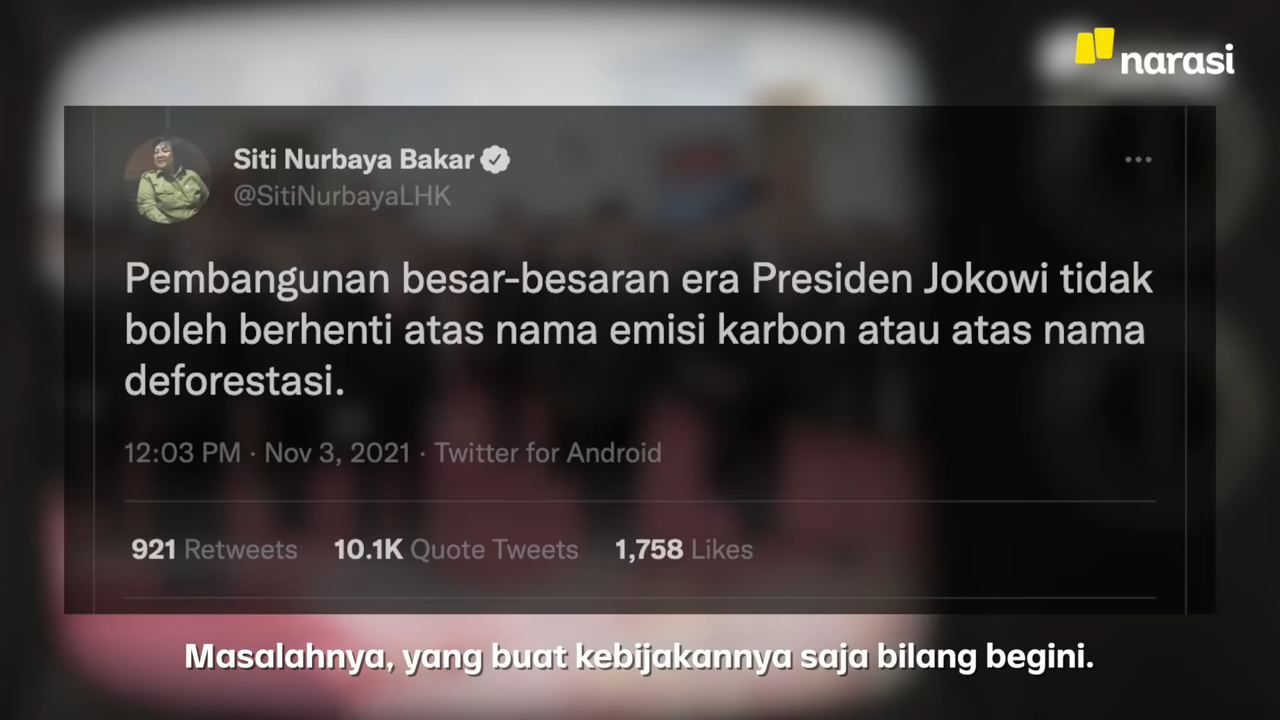 narasi
Siti Nurbaya Bakar
@SitiNurbayaLHK
Pembangunan besar-besaran era Presiden Jokowi tidak
boleh berhenti atas nama emisi karbon atau atas nama
deforestasi.
12:03 PM · Nov 3, 2021 · Twitter for Android
921 Retweets 10.1K Quote Tweets 1,758 Likes
Masalahnya, yang buat kebijakannya saja bilang begini.